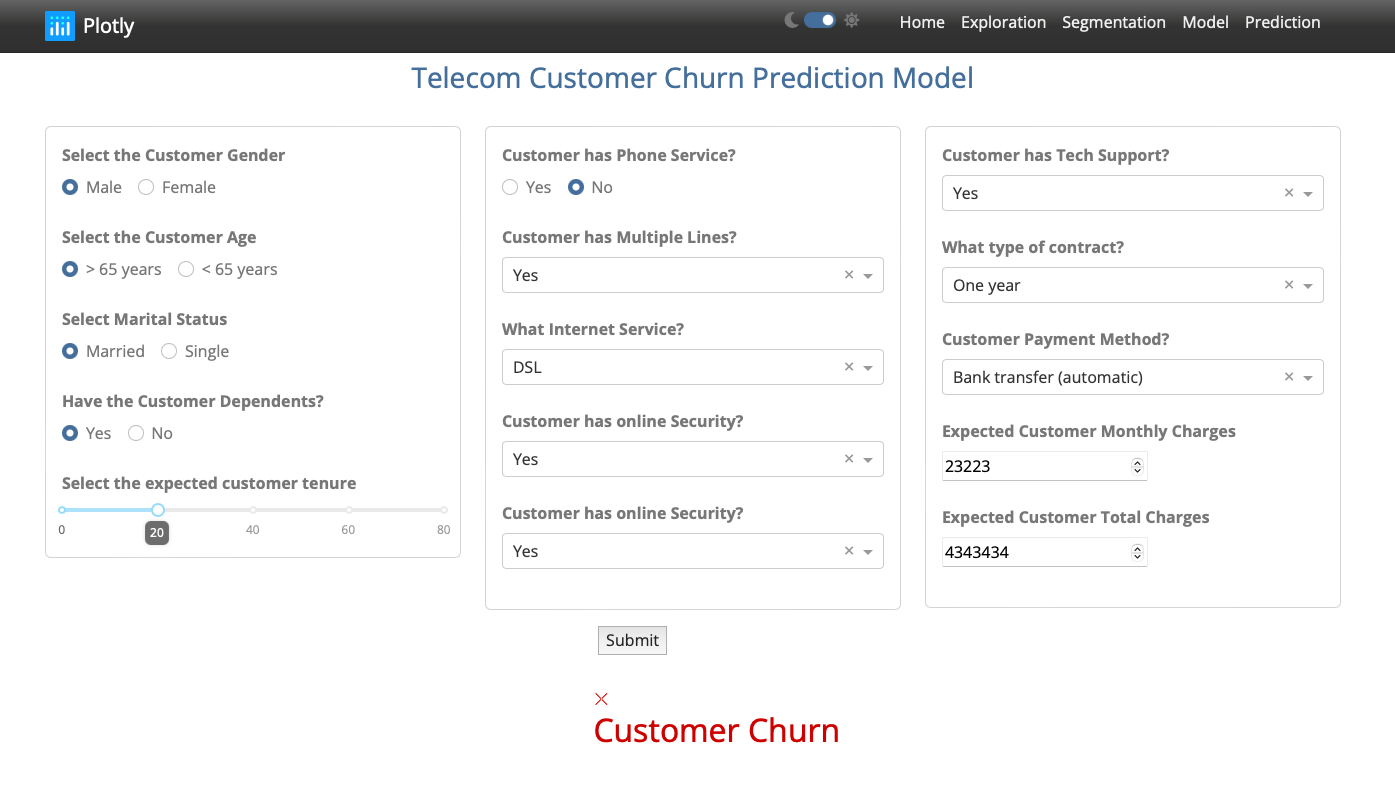 Plotly
Home Exploration Segmentation Model Prediction
Telecom Customer Churn Prediction Model
Select the Customer Gender
Male Female
Select the Customer Age
> 65 years < 65 years
Select Marital Status
Married Single
Have the Customer Dependents?
Yes No
Select the expected customer tenure
0 20 40 60 80
Customer has Phone Service?
Yes No
Customer has Multiple Lines?
Yes
What Internet Service?
DSL
Customer has online Security?
Yes
Customer has online Security?
Yes
Customer has Tech Support?
Yes
What type of contract?
One year
Customer Payment Method?
Bank transfer (automatic)
Expected Customer Monthly Charges
23223
Expected Customer Total Charges
4343434
Submit
Customer Churn